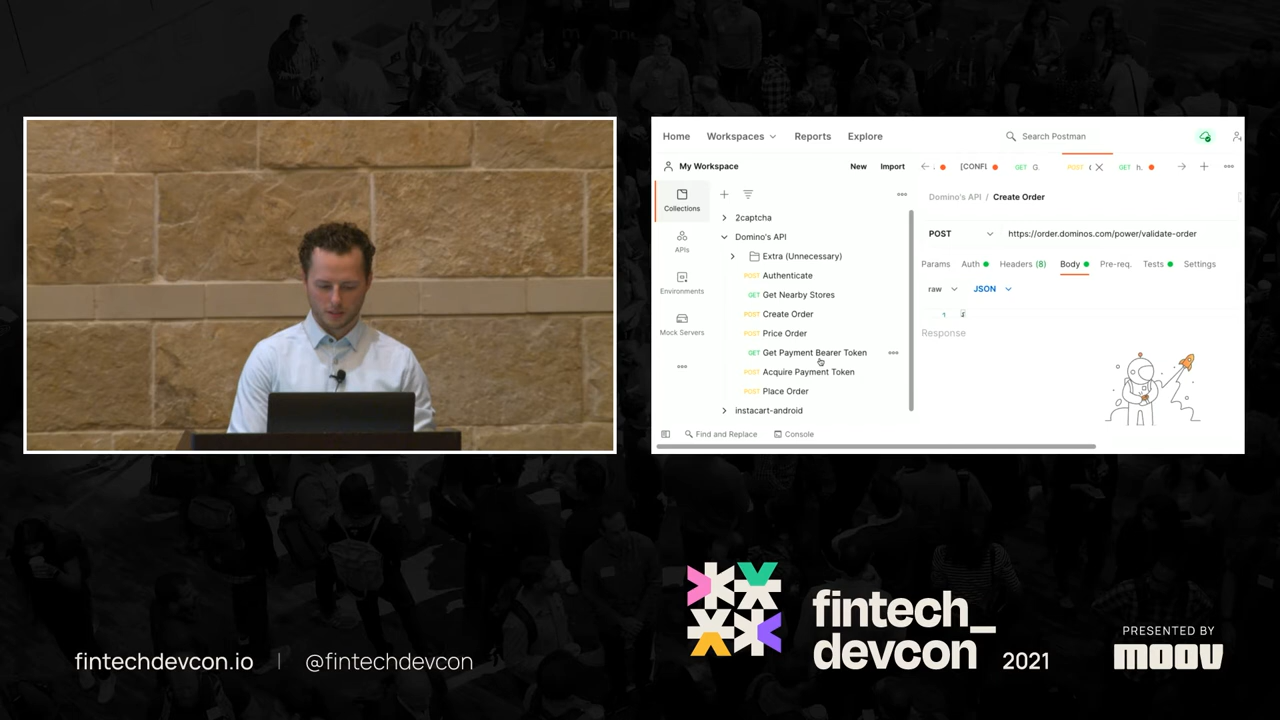 Home Workspaces Reports Explore Search Postman
My Workspace New Import [CONFL GET G POST GET h.
Collections
APIs
Environments
Mock Servers
2captcha
Domino's API
Extra (Unnecessary)
POST Authenticate
GET Get Nearby Stores
POST Create Order
POST Price Order
GET Get Payment Bearer Token
POST Acquire Payment Token
POST Place Order
instacart-android
Find and Replace Console
Domino's API / Create Order
POST https://order.dominos.com/power/validate-order
Params Auth Headers (8) Body Pre-req. Tests Settings
raw JSON
1 {
Response
fintechdevcon.io | @fintechdevcon
fintech_
devcon 2021
PRESENTED BY
MOOV